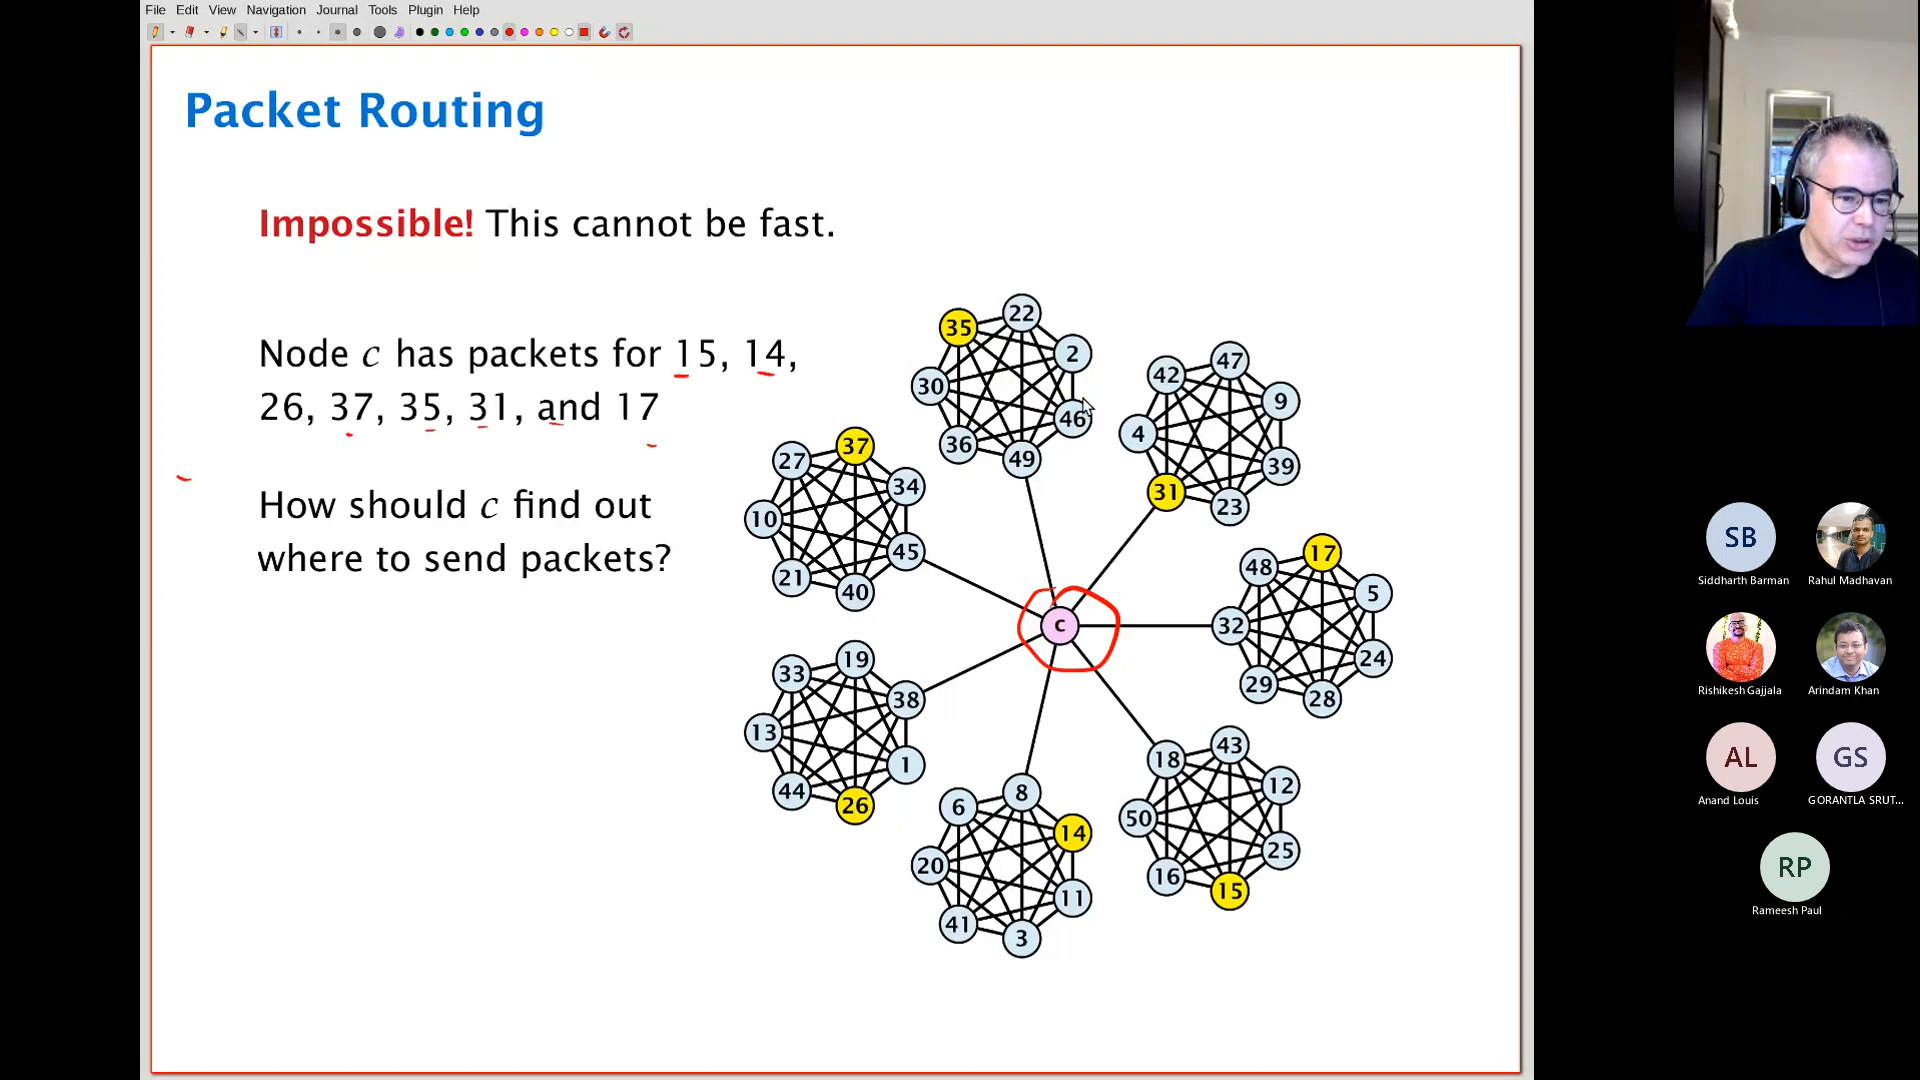 File Edit View Navigation Journal Tools Plugin Help
Packet Routing
Impossible! This cannot be fast.
Node c has packets for 15, 14,
26, 37, 35, 31, and 17
How should c find out
where to send packets?
35 22 2 30 46 36 49
42 47 9 4 39 31 23
27 37 34 10 45 21 40
48 17 5 32 24 29 28
c
33 19 38 13 1 44 26
18 43 12 50 25 16 15
6 8 14 20 11 41 3
SB
Siddharth Barman
Rahul Madhavan
Rishikesh Gajjala
Arindam Khan
AL
Anand Louis
GS
GORANTLA SRUT...
RP
Rameesh Paul